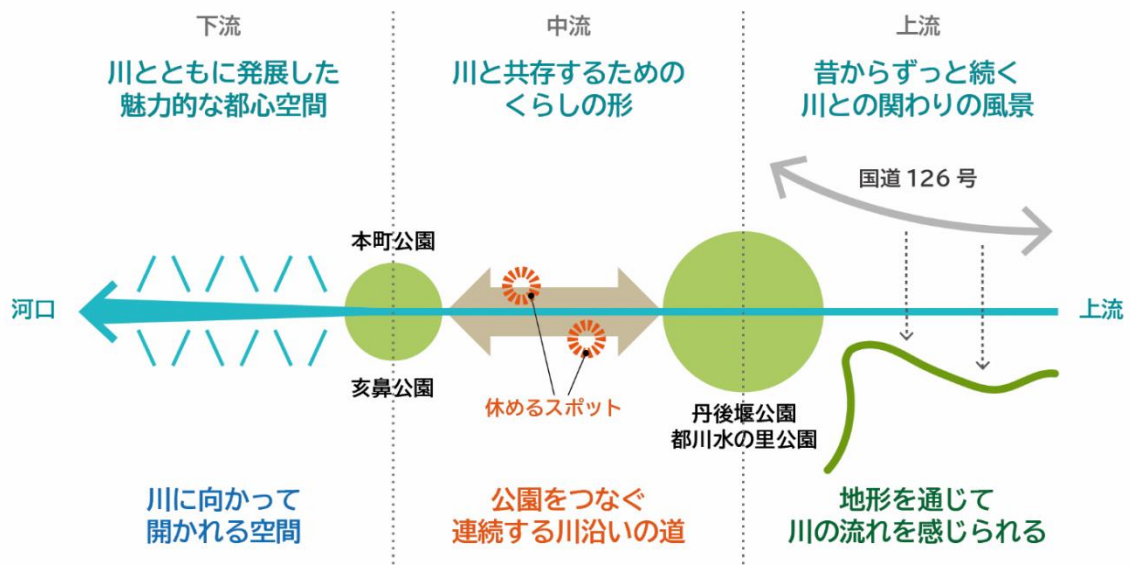 下流
中流
上流
川とともに発展した
魅力的な都心空間
川と共存するための
くらしの形
昔からずっと続く
川との関わりの風景
国道 126 号
本町公園
河口
上流
亥鼻公園
休めるスポット
丹後堰公園
都川水の里公園
川に向かって
開かれる空間
公園をつなぐ
連続する川沿いの道
地形を通じて
川の流れを感じられる